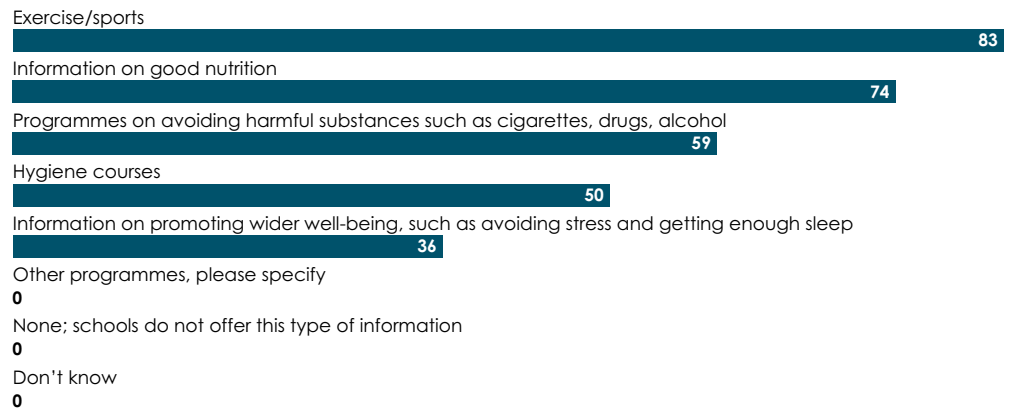 Exercise/sports
83
Information on good nutrition
74
Programmes on avoiding harmful substances such as cigarettes, drugs, alcohol
59
Hygiene courses
50
Information on promoting wider well-being, such as avoiding stress and getting enough sleep
36
Other programmes, please specify
0
None; schools do not offer this type of information
0
Don’t know
0